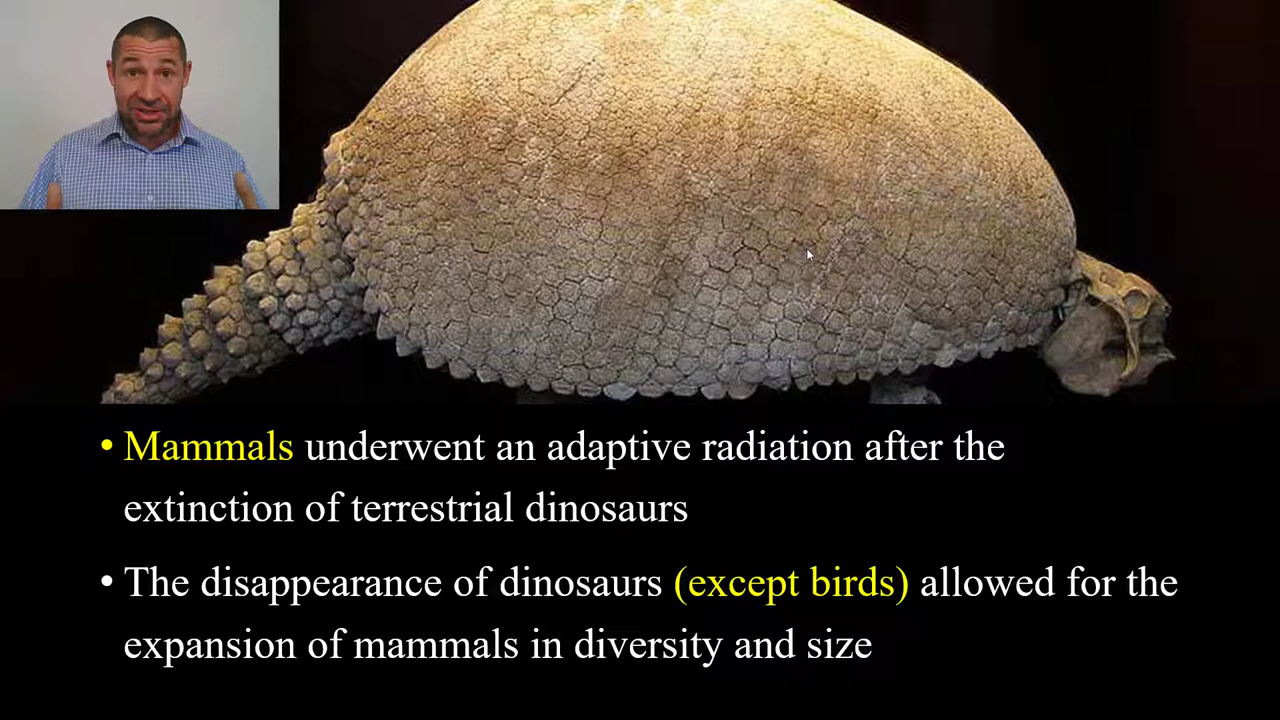 • Mammals underwent an adaptive radiation after the
extinction of terrestrial dinosaurs
• The disappearance of dinosaurs (except birds) allowed for the
expansion of mammals in diversity and size